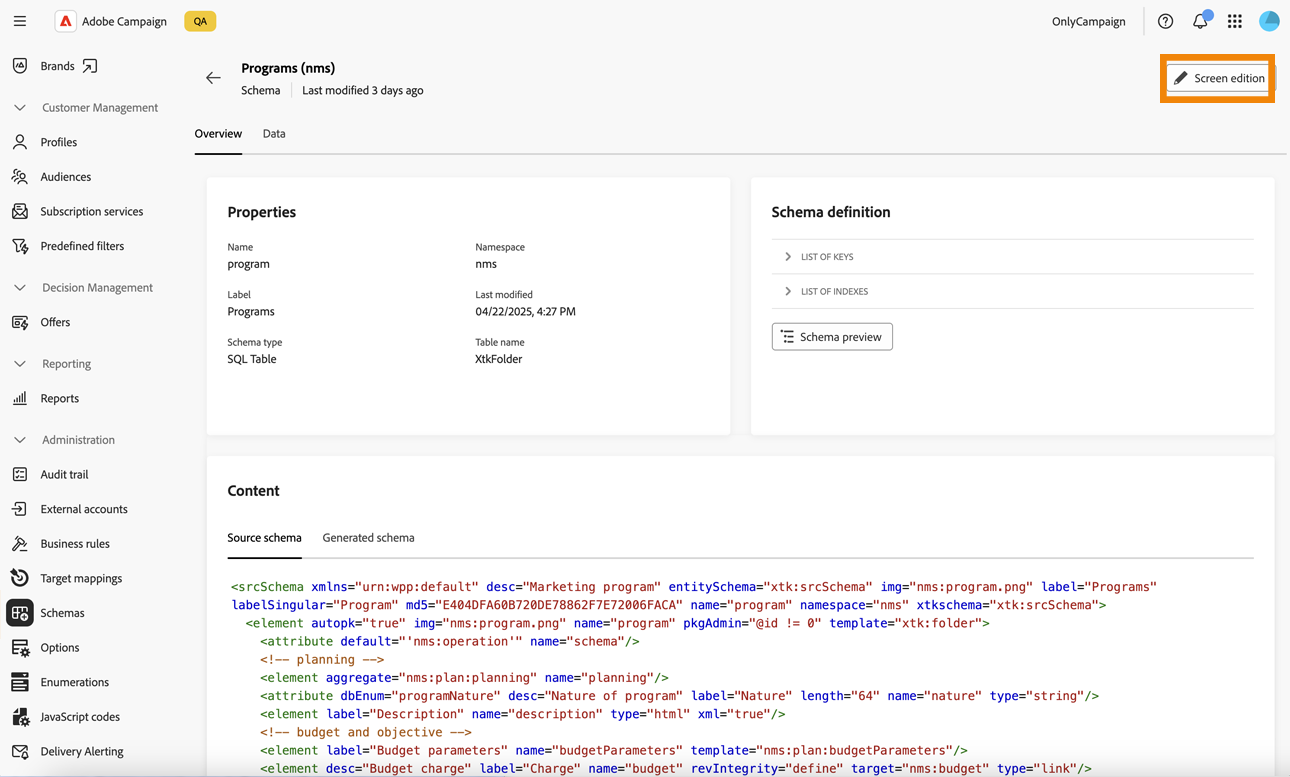 Adobe Campaign QA OnlyCampaign
Brands
Customer Management
Profiles
Audiences
Subscription services
Predefined filters
Decision Management
Offers
Reporting
Reports
Administration
Audit trail
External accounts
Business rules
Target mappings
Schemas
Options
Enumerations
JavaScript codes
Delivery Alerting
Programs (nms)
Schema Last modified 3 days ago
Screen edition
Overview Data
Properties
Name Namespace
program nms
Label Last modified
Programs 04/22/2025, 4:27 PM
Schema type Table name
SQL Table XtkFolder
Schema definition
LIST OF KEYS
LIST OF INDEXES
Schema preview
Content
Source schema Generated schema
<srcSchema xmlns="urn:wpp:default" desc="Marketing program" entitySchema="xtk:srcSchema" img="nms:program.png" label="Programs"
labelSingular="Program" md5="E404DFA60B720DE78862F7E72006FACA" name="program" namespace="nms" xtkschema="xtk:srcSchema">
<element autopk="true" img="nms:program.png" name="program" pkgAdmin="@id != 0" template="xtk:folder">
<attribute default="'nms:operation'" name="schema"/>
<!-- planning -->
<element aggregate="nms:plan:planning" name="planning"/>
<attribute dbEnum="programNature" desc="Nature of program" label="Nature" length="64" name="nature" type="string"/>
<element label="Description" name="description" type="html" xml="true"/>
<!-- budget and objective -->
<element label="Budget parameters" name="budgetParameters" template="nms:plan:budgetParameters"/>
<element desc="Budget charge" label="Charge" name="budget" revIntegrity="define" target="nms:budget" type="link"/>